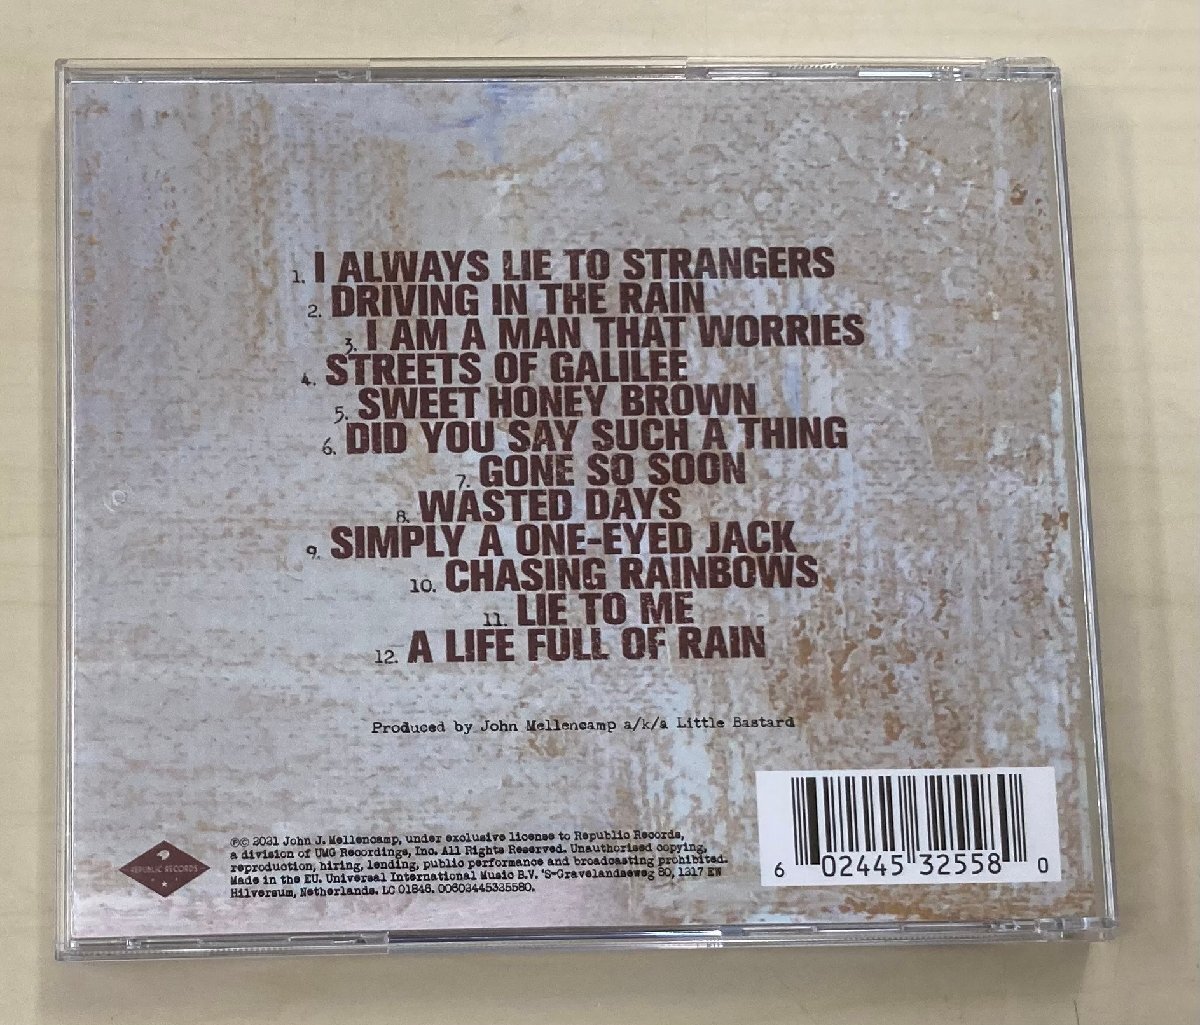 1. I ALWAYS LIE TO STRANGERS
2. DRIVING IN THE RAIN
3. I AM A MAN THAT WORRIES
4. STREETS OF GALILEE
5. SWEET HONEY BROWN
6. DID YOU SAY SUCH A THING
7. GONE SO SOON
8. WASTED DAYS
9. SIMPLY A ONE-EYED JACK
10. CHASING RAINBOWS
11. LIE TO ME
12. A LIFE FULL OF RAIN
Produced by John Mellencamp a/k/a Little Bastard
REPUBLIC RECORDS
℗© 2021 John J. Mellencamp, under exclusive license to Republic Records,
a division of UMG Recordings, Inc. All Rights Reserved. Unauthorised copying,
reproduction, hiring, lending, public performance and broadcasting prohibited.
Made in the EU. Universal International Music B.V. 'S-Gravelandseweg 80, 1217 EW
Hilversum, Netherlands. LC 01846. 00602445325580.
6 02445 32558 0